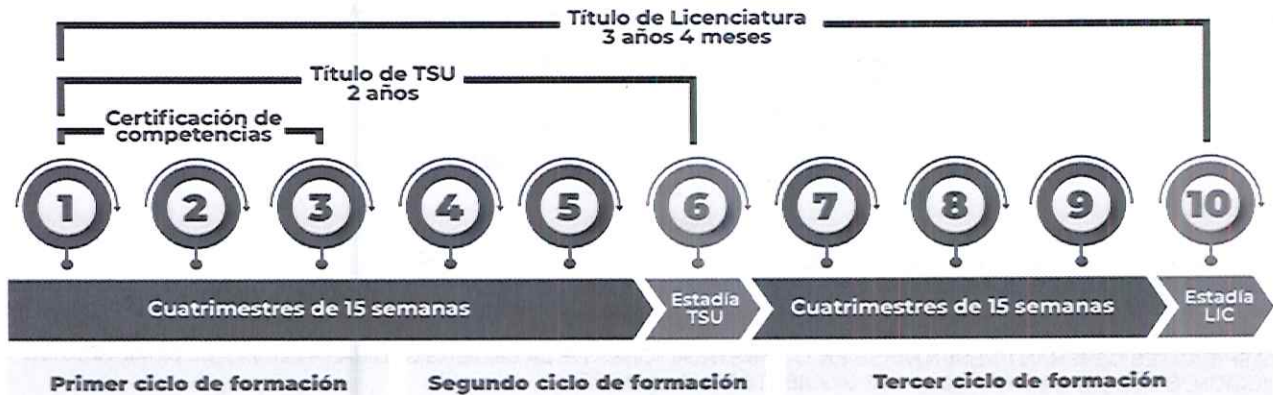 Título de Licenciatura
3 años 4 meses
Título de TSU
2 años
Certificación de
competencias
1 2 3 4 5 6 7 8 9 10
Cuatrimestres de 15 semanas
Estadía
TSU
Cuatrimestres de 15 semanas
Estadía
LIC
Primer ciclo de formación
Segundo ciclo de formación
Tercer ciclo de formación